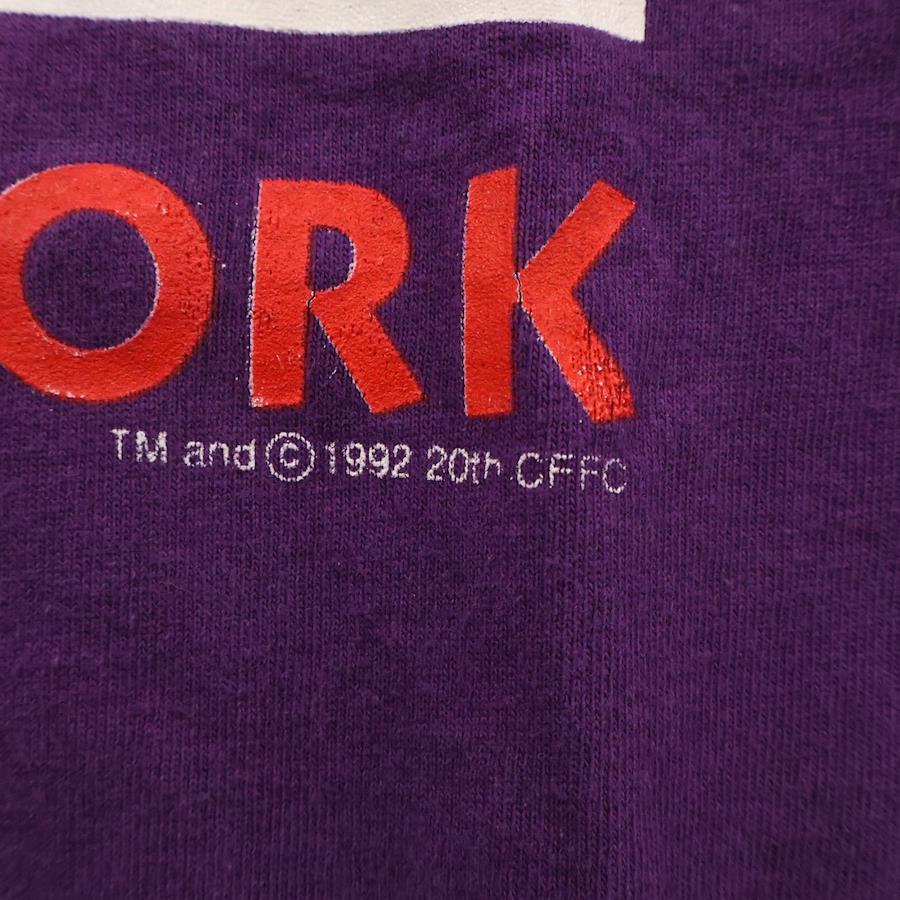 ORK
TM and © 1992 20th CFFC